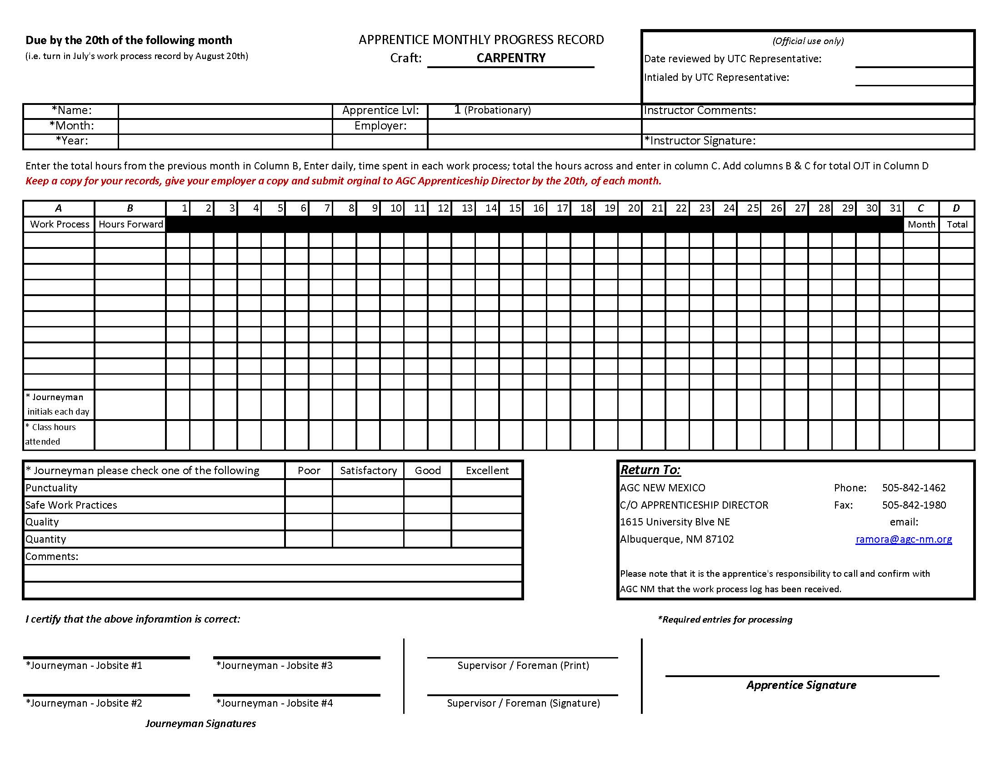 Due by the 20th of the following month
(i.e. turn in July's work process record by August 20th)
APPRENTICE MONTHLY PROGRESS RECORD
Craft: CARPENTRY
(Official use only)
Date reviewed by UTC Representative:
Intialed by UTC Representative:
*Name: Apprentice Lvl: 1 (Probationary) Instructor Comments:
*Month: Employer:
*Year: *Instructor Signature:
Enter the total hours from the previous month in Column B, Enter daily, time spent in each work process; total the hours across and enter in column C. Add columns B & C for total OJT in Column D
Keep a copy for your records, give your employer a copy and submit orginal to AGC Apprenticeship Director by the 20th, of each month.
A B 1 2 3 4 5 6 7 8 9 10 11 12 13 14 15 16 17 18 19 20 21 22 23 24 25 26 27 28 29 30 31 C D
Work Process Hours Forward Month Total
* Journeyman
initials each day
* Class hours
attended
* Journeyman please check one of the following Poor Satisfactory Good Excellent
Punctuality
Safe Work Practices
Quality
Quantity
Comments:
Return To:
AGC NEW MEXICO Phone: 505-842-1462
C/O APPRENTICESHIP DIRECTOR Fax: 505-842-1980
1615 University Blve NE email:
Albuquerque, NM 87102 ramora@agc-nm.org
Please note that it is the apprentice's responsibility to call and confirm with
AGC NM that the work process log has been received.
I certify that the above inforamtion is correct:
*Required entries for processing
*Journeyman - Jobsite #1 *Journeyman - Jobsite #3 Supervisor / Foreman (Print)
Apprentice Signature
*Journeyman - Jobsite #2 *Journeyman - Jobsite #4 Supervisor / Foreman (Signature)
Journeyman Signatures